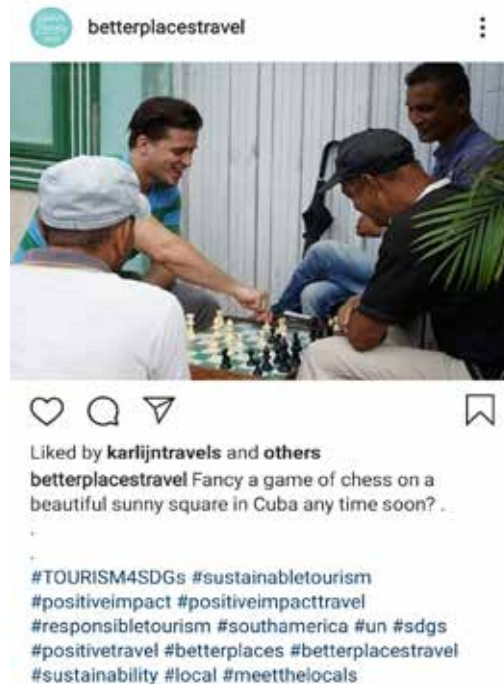 betterplacestravel
Liked by karlijntravels and others
betterplacestravel Fancy a game of chess on a
beautiful sunny square in Cuba any time soon? .
.
.
#TOURISM4SDGs #sustainabletourism
#positiveimpact #positiveimpacttravel
#responsibletourism #southamerica #un #sdgs
#positivetravel #betterplaces #betterplacestravel
#sustainability #local #meetthelocals